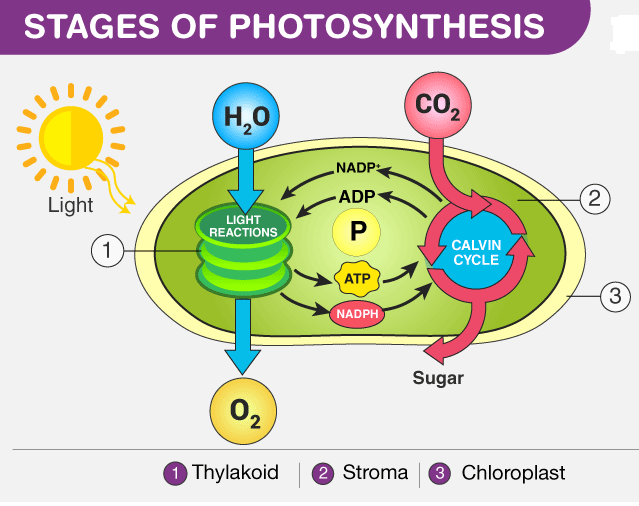 STAGES OF PHOTOSYNTHESIS
Light
H₂O
CO₂
NADP⁺
ADP
P
ATP
NADPH
LIGHT
REACTIONS
CALVIN
CYCLE
1
2
3
O₂
Sugar
1 Thylakoid | 2 Stroma | 3 Chloroplast